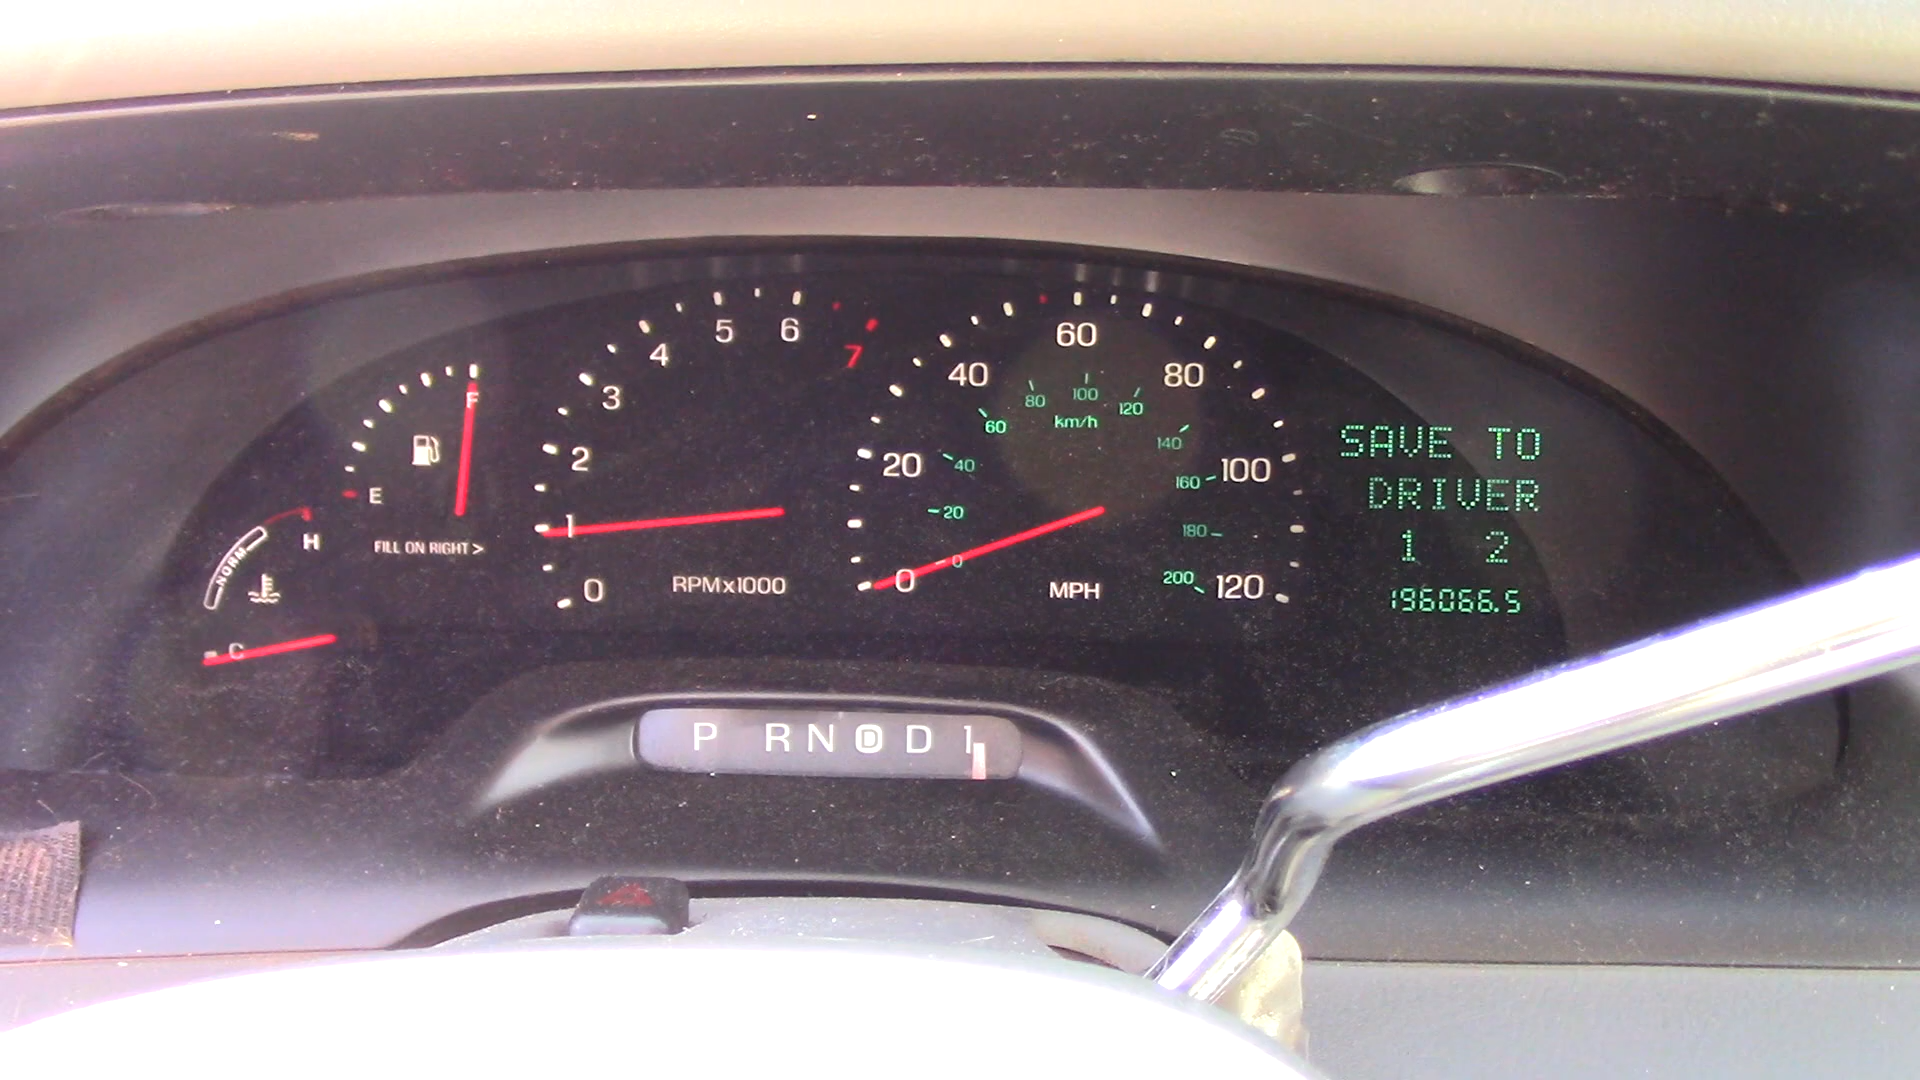 5 6
4 7
3
2
1
0
RPMx1000
F
E
FILL ON RIGHT >
H
NORM
C
60
40 80
20 100
0 120
MPH
80 100 120
60 km/h 140
40 160
20 180
0 200
SAVE TO
DRIVER
1 2
196066.5
P R N D D 1